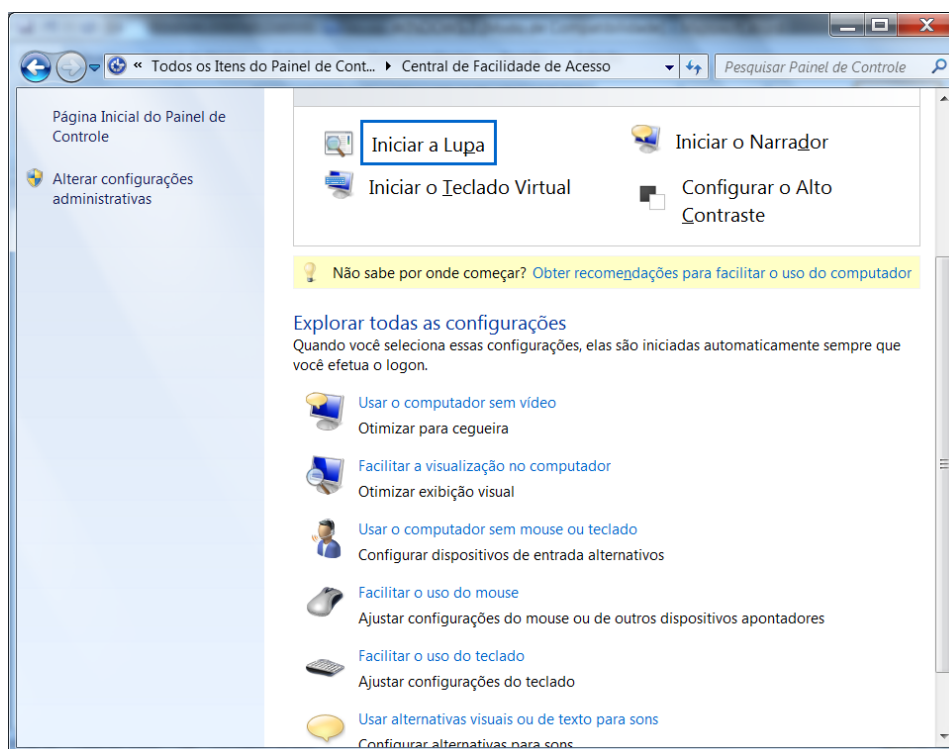 « Todos os Itens do Painel de Cont... Central de Facilidade de Acesso
Pesquisar Painel de Controle
Página Inicial do Painel de
Controle
Alterar configurações
administrativas
Iniciar a Lupa
Iniciar o Narrador
Iniciar o Teclado Virtual
Configurar o Alto
Contraste
Não sabe por onde começar? Obter recomendações para facilitar o uso do computador
Explorar todas as configurações
Quando você seleciona essas configurações, elas são iniciadas automaticamente sempre que
você efetua o logon.
Usar o computador sem vídeo
Otimizar para cegueira
Facilitar a visualização no computador
Otimizar exibição visual
Usar o computador sem mouse ou teclado
Configurar dispositivos de entrada alternativos
Facilitar o uso do mouse
Ajustar configurações do mouse ou de outros dispositivos apontadores
Facilitar o uso do teclado
Ajustar configurações do teclado
Usar alternativas visuais ou de texto para sons
Configurar alternativas para sons